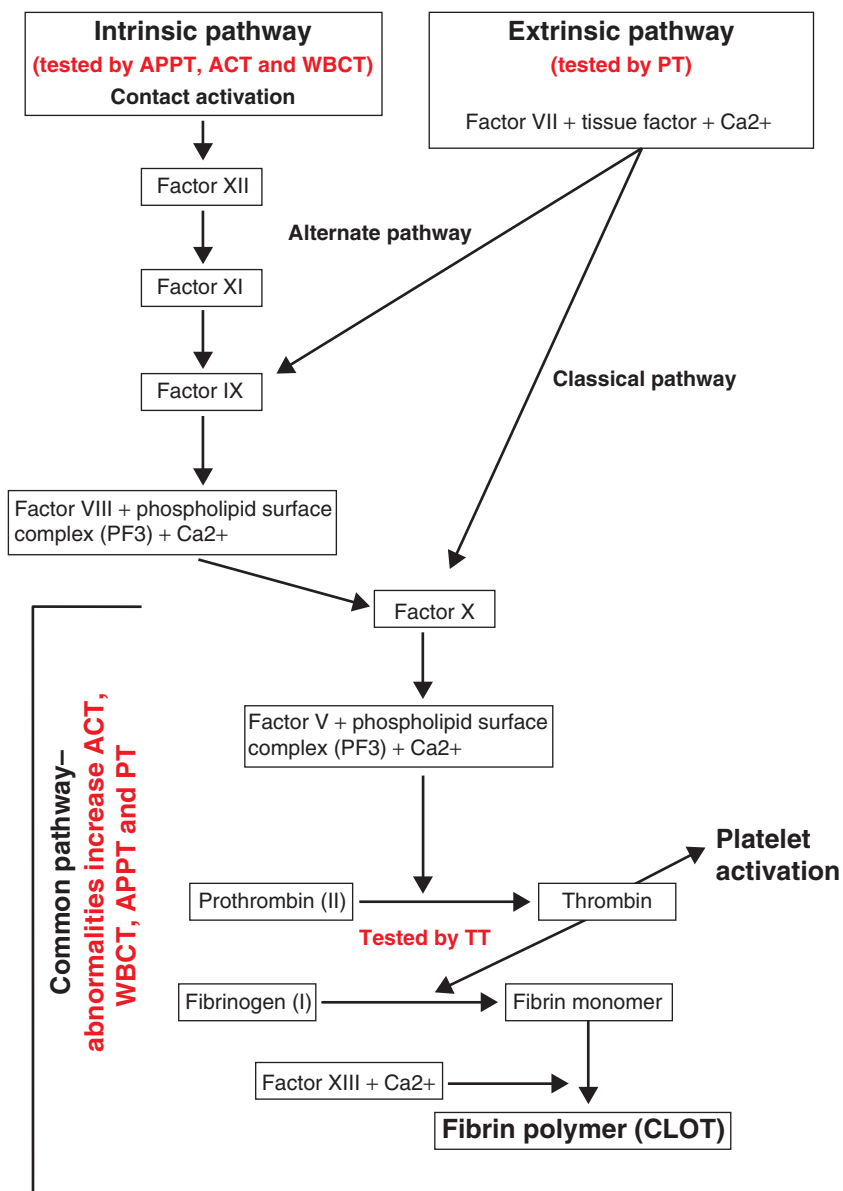 Intrinsic pathway
(tested by APPT, ACT and WBCT)
Contact activation
Extrinsic pathway
(tested by PT)
Factor VII + tissue factor + Ca2+
Factor XII
Alternate pathway
Factor XI
Factor IX
Classical pathway
Factor VIII + phospholipid surface
complex (PF3) + Ca2+
Factor X
Factor V + phospholipid surface
complex (PF3) + Ca2+
Common pathway–
abnormalities increase ACT,
WBCT, APPT and PT
Platelet
activation
Prothrombin (II)
Thrombin
Tested by TT
Fibrinogen (I)
Fibrin monomer
Factor XIII + Ca2+
Fibrin polymer (CLOT)